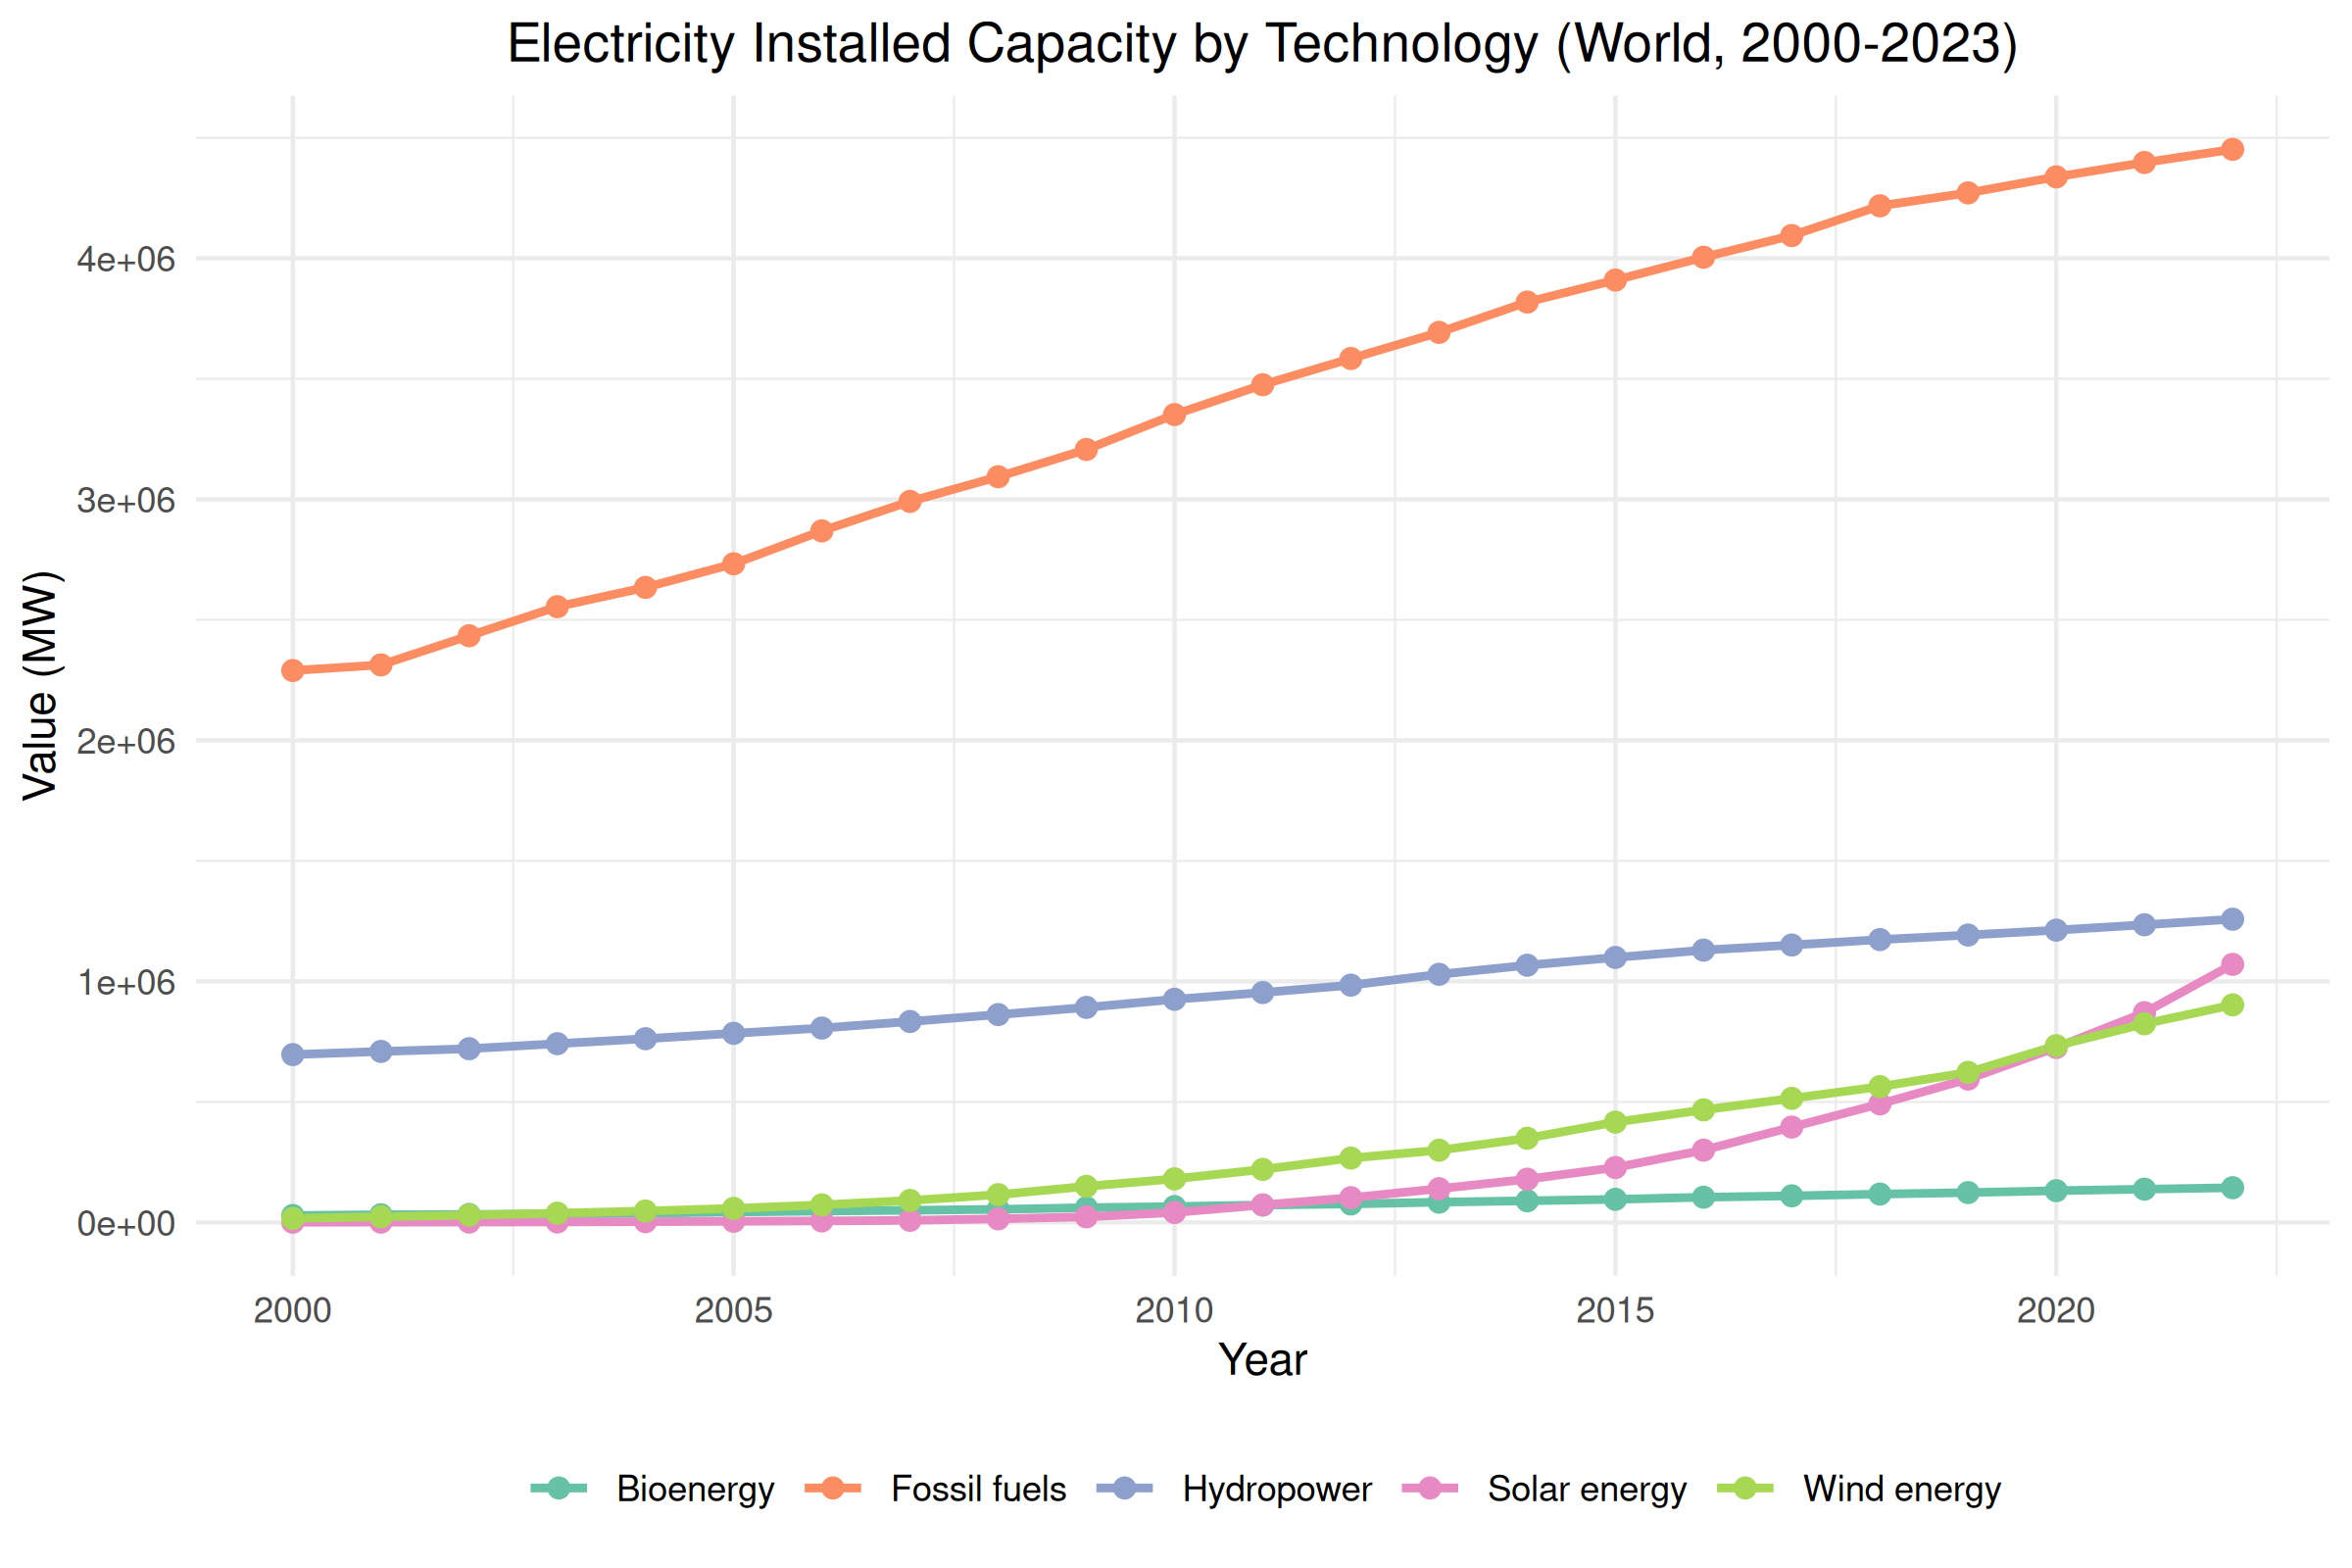 Electricity Installed Capacity by Technology (World, 2000-2023)
Value (MW)
4e+06
3e+06
2e+06
1e+06
0e+00
2000 2005 2010 2015 2020
Year
Bioenergy Fossil fuels Hydropower Solar energy Wind energy